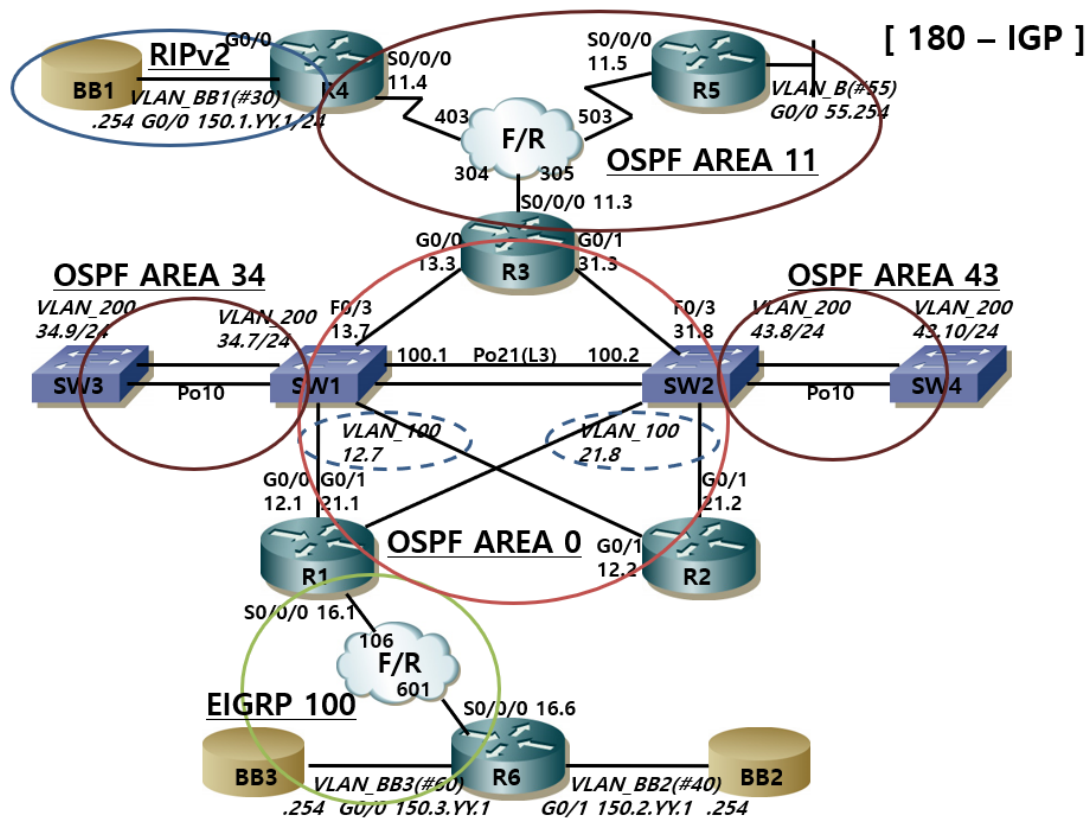 [ 180 – IGP ]
RIPv2
G0/0
BB1
VLAN_BB1(#30)
.254 G0/0 150.1.YY.1/24
R4
S0/0/0
11.4
S0/0/0
11.5
R5
VLAN_B(#55)
G0/0 55.254
403
503
F/R
304
305
OSPF AREA 11
S0/0/0 11.3
G0/0
13.3
R3
G0/1
31.3
OSPF AREA 34
OSPF AREA 43
VLAN_200
34.9/24
VLAN_200
34.7/24
F0/3
13.7
F0/3
31.8
VLAN_200
43.8/24
VLAN_200
43.10/24
100.1
Po21(L3)
100.2
SW3
Po10
SW1
SW2
Po10
SW4
VLAN_100
12.7
VLAN_100
21.8
G0/0
12.1
G0/1
21.1
G0/1
21.2
OSPF AREA 0
G0/1
12.2
R1
R2
S0/0/0 16.1
106
F/R
601
EIGRP 100
S0/0/0 16.6
BB3
VLAN_BB3(#60)
.254 G0/0 150.3.YY.1
R6
VLAN_BB2(#40)
G0/1 150.2.YY.1 .254
BB2